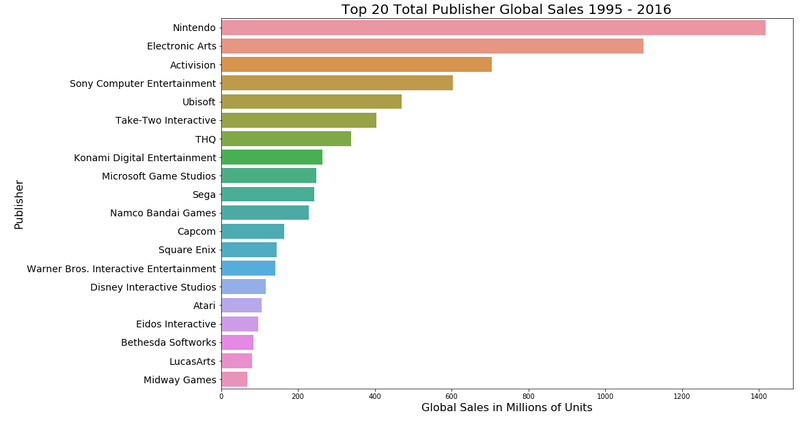 Top 20 Total Publisher Global Sales 1995 - 2016
Publisher
Nintendo
Electronic Arts
Activision
Sony Computer Entertainment
Ubisoft
Take-Two Interactive
THQ
Konami Digital Entertainment
Microsoft Game Studios
Sega
Namco Bandai Games
Capcom
Square Enix
Warner Bros. Interactive Entertainment
Disney Interactive Studios
Atari
Eidos Interactive
Bethesda Softworks
LucasArts
Midway Games
0 200 400 600 800 1000 1200 1400
Global Sales in Millions of Units